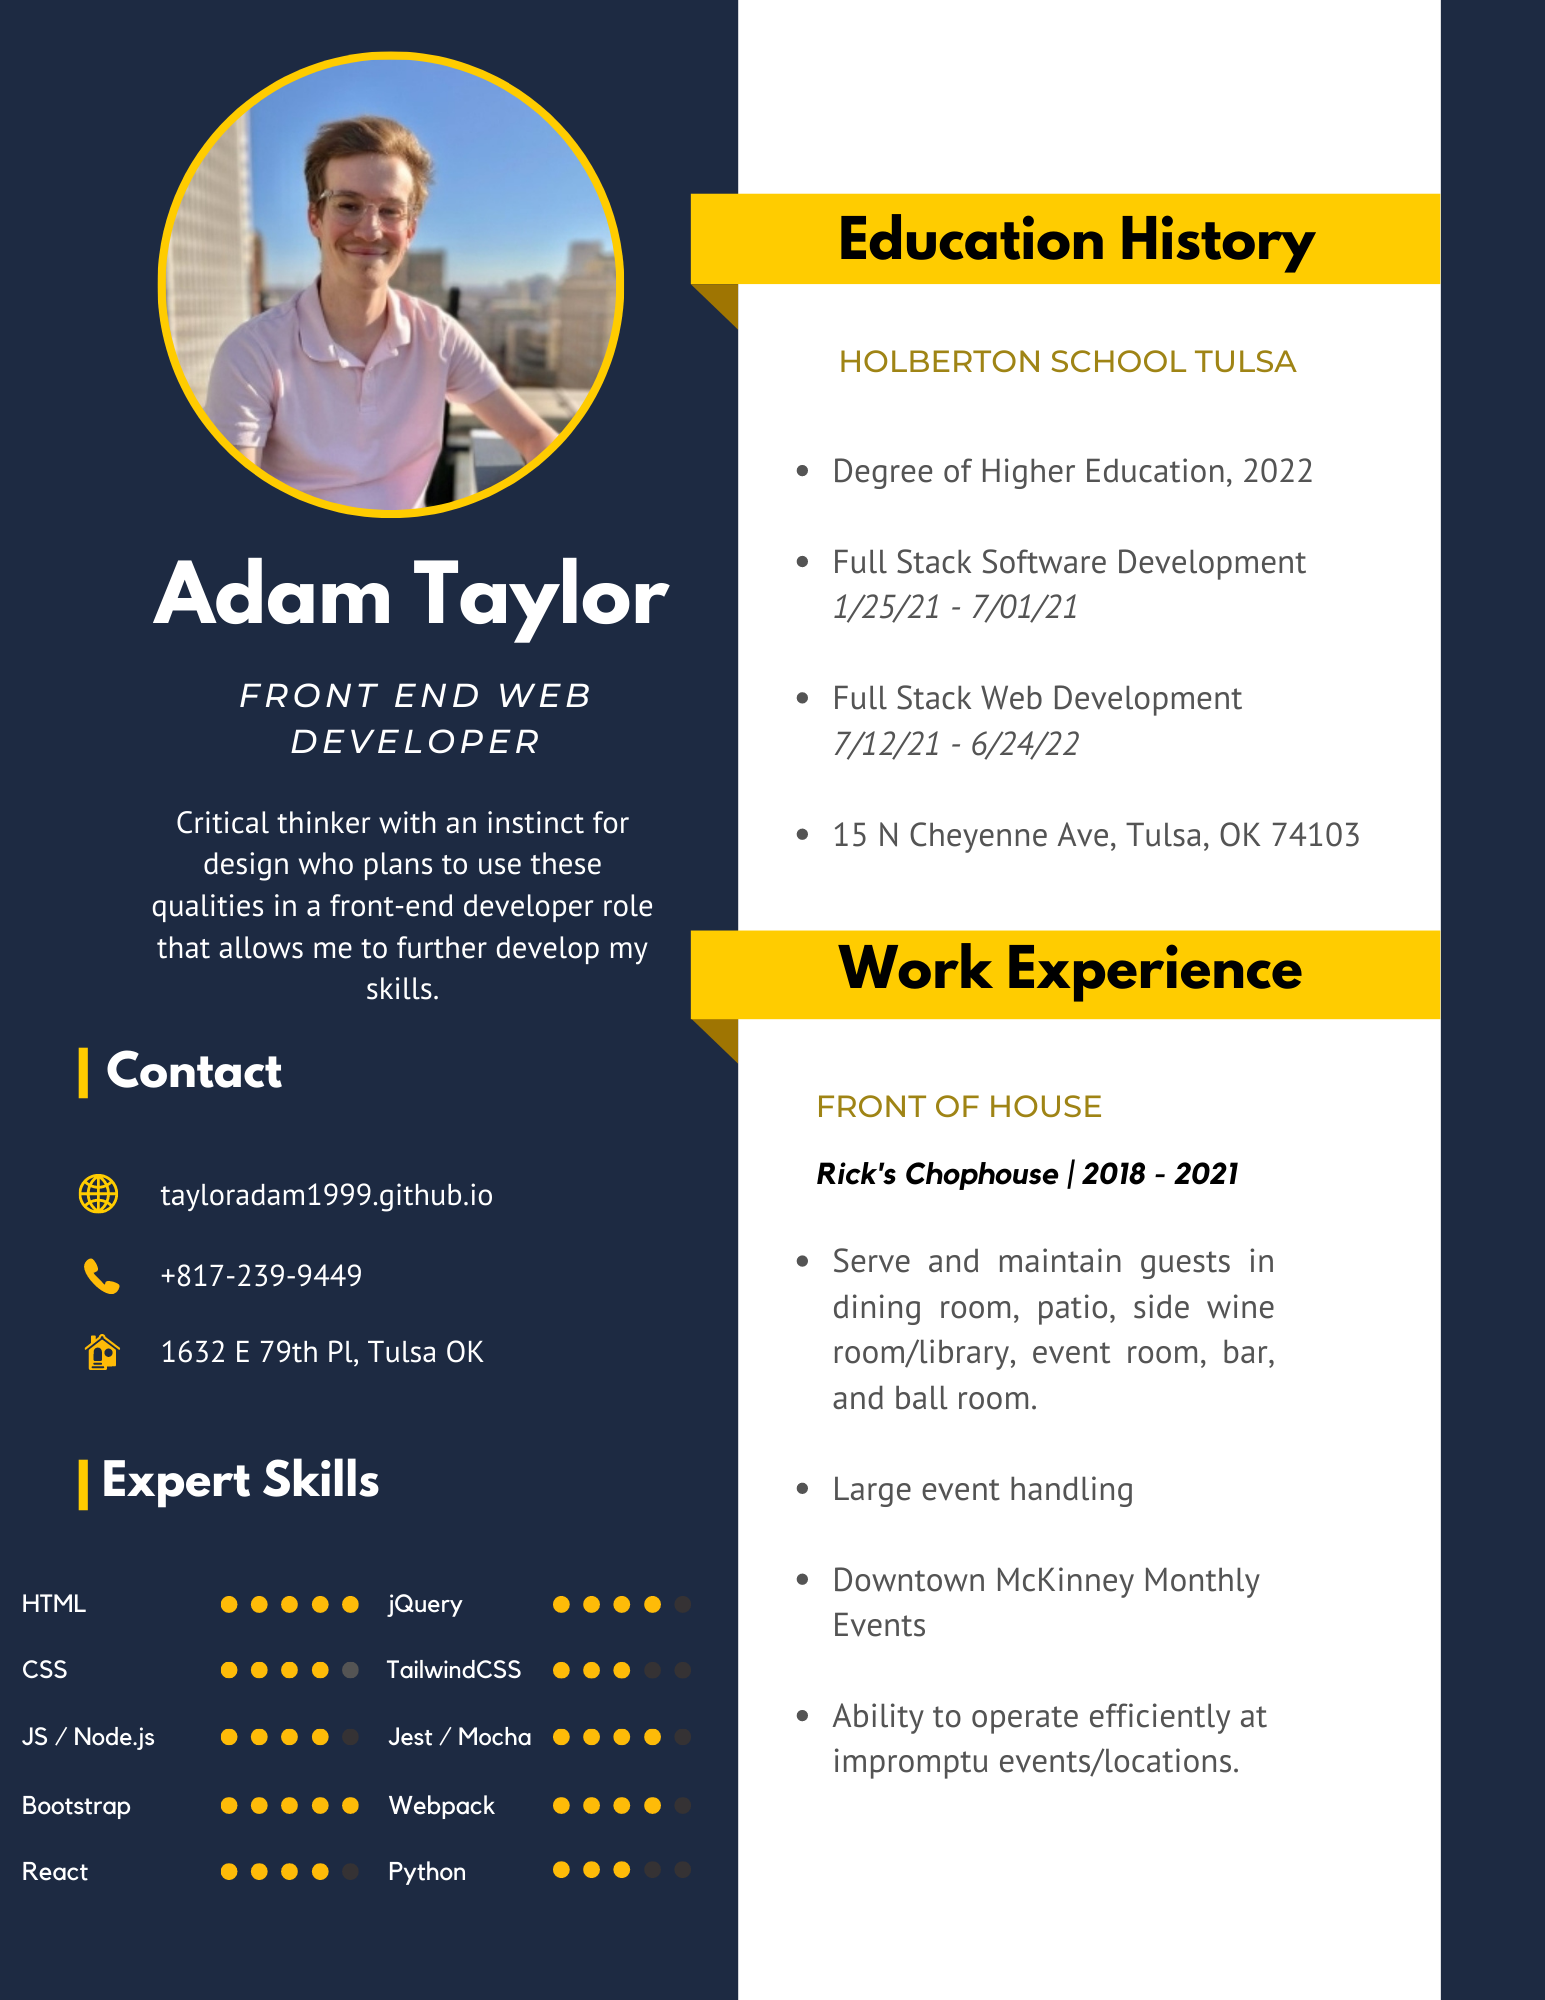 Adam Taylor
FRONT END WEB
DEVELOPER
Critical thinker with an instinct for
design who plans to use these
qualities in a front-end developer role
that allows me to further develop my
skills.
Contact
tayloradam1999.github.io
+817-239-9449
1632 E 79th Pl, Tulsa OK
Expert Skills
HTML
CSS
JS / Node.js
Bootstrap
React
jQuery
TailwindCSS
Jest / Mocha
Webpack
Python
Education History
HOLBERTON SCHOOL TULSA
Degree of Higher Education, 2022
Full Stack Software Development
1/25/21 - 7/01/21
Full Stack Web Development
7/12/21 - 6/24/22
15 N Cheyenne Ave, Tulsa, OK 74103
Work Experience
FRONT OF HOUSE
Rick's Chophouse | 2018 - 2021
Serve and maintain guests in
dining room, patio, side wine
room/library, event room, bar,
and ball room.
Large event handling
Downtown McKinney Monthly
Events
Ability to operate efficiently at
impromptu events/locations.